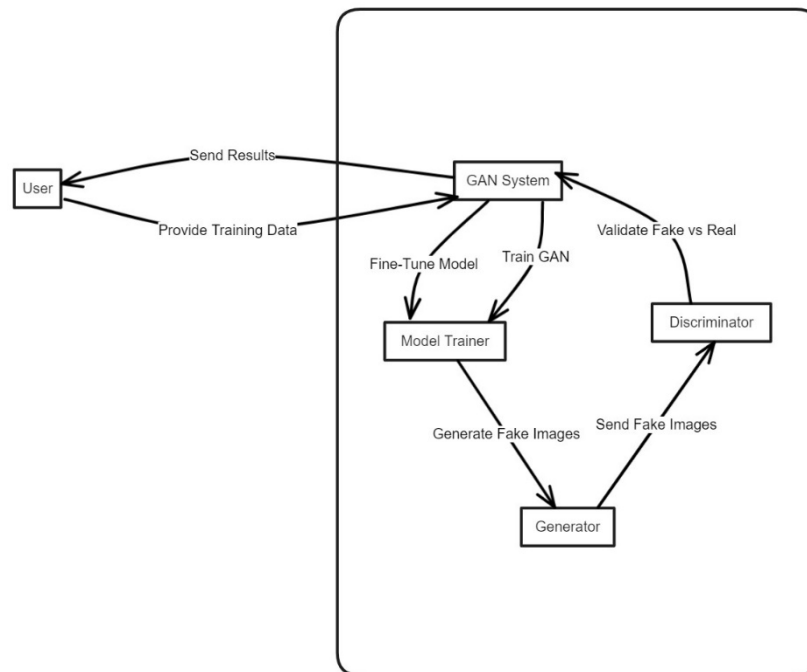 Send Results
GAN System
User
Provide Training Data
Validate Fake vs Real
Fine-Tune Model
Train GAN
Model Trainer
Discriminator
Generate Fake Images
Send Fake Images
Generator